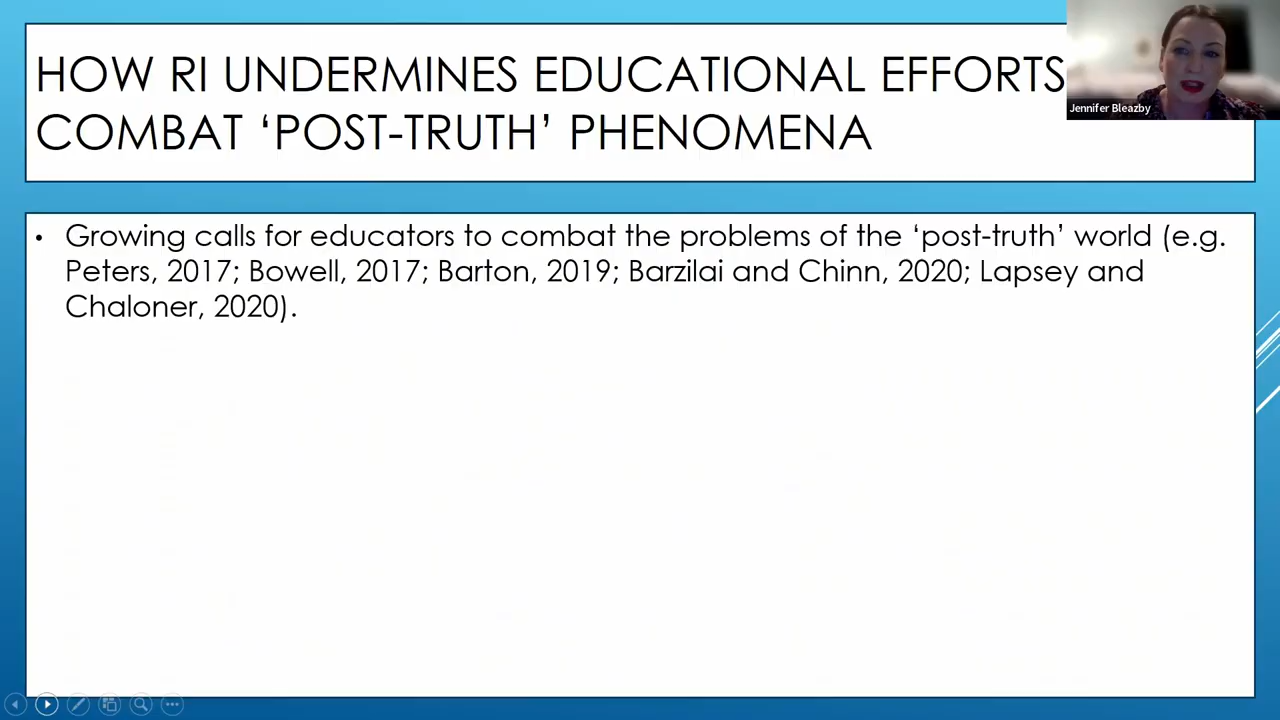 HOW RI UNDERMINES EDUCATIONAL EFFORTS
COMBAT ‘POST-TRUTH’ PHENOMENA
Jennifer Bleazby
• Growing calls for educators to combat the problems of the ‘post-truth’ world (e.g.
Peters, 2017; Bowell, 2017; Barton, 2019; Barzilai and Chinn, 2020; Lapsey and
Chaloner, 2020).